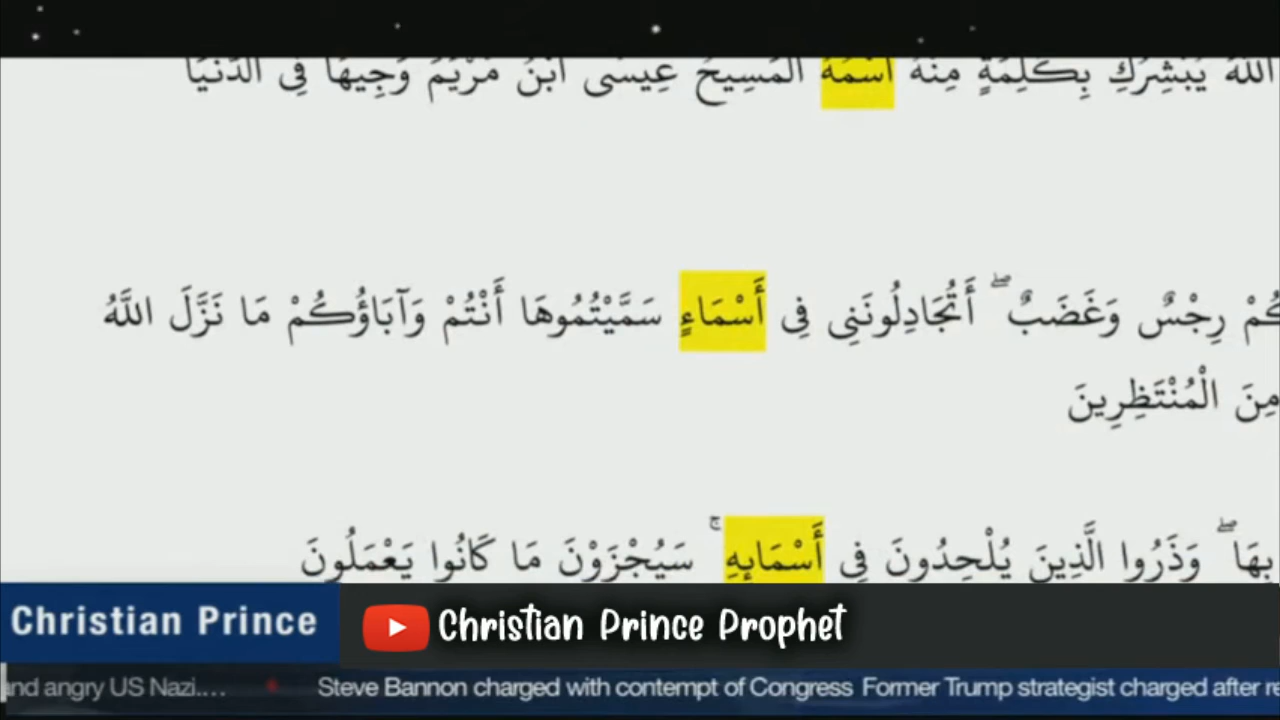 اللَّهَ يُبَشِّرُكِ بِكَلِمَةٍ مِنْهُ اسْمُهُ الْمَسِيحُ عِيسَى ابْنُ مَرْيَمَ وَجِيهًا فِي الدُّنْيَا
كُمْ رِجْسٌ وَغَضَبٌ ۖ أَتُجَادِلُونَنِي فِي أَسْمَاءٍ سَمَّيْتُمُوهَا أَنْتُمْ وَآبَاؤُكُمْ مَا نَزَّلَ اللَّهُ
مِنَ الْمُنْتَظِرِينَ
بِهَا ۖ وَذَرُوا الَّذِينَ يُلْحِدُونَ فِي أَسْمَائِهِ ۚ سَيُجْزَوْنَ مَا كَانُوا يَعْمَلُونَ
Christian Prince
Christian Prince Prophet
and angry US Nazi.... • Steve Bannon charged with contempt of Congress Former Trump strategist charged after re